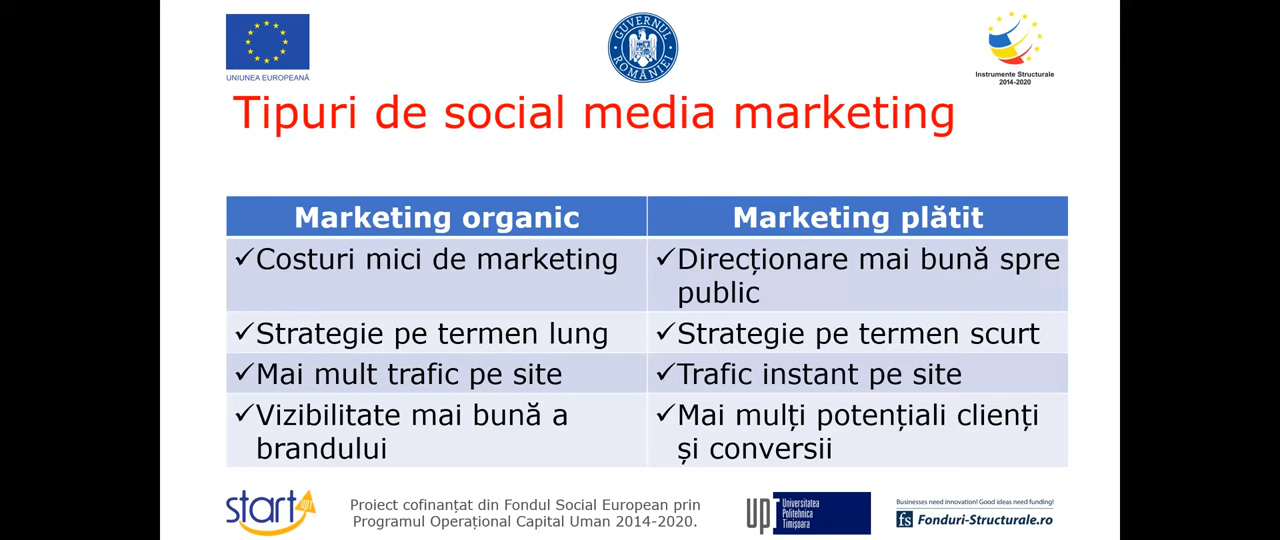 UNIUNEA EUROPEANĂ
GUVERNUL ROMÂNIEI
Instrumente Structurale
2014-2020
Tipuri de social media marketing
Marketing organic
Marketing plătit
✓Costuri mici de marketing
✓Direcționare mai bună spre
public
✓Strategie pe termen lung
✓Strategie pe termen scurt
✓Mai mult trafic pe site
✓Trafic instant pe site
✓Vizibilitate mai bună a
brandului
✓Mai mulți potențiali clienți
și conversii
start UPT
Proiect cofinanțat din Fondul Social European prin
Programul Operațional Capital Uman 2014-2020.
UPT
Universitatea
Politehnica
Timișoara
Businesses need innovation! Good ideas need funding!
fs Fonduri-Structurale.ro